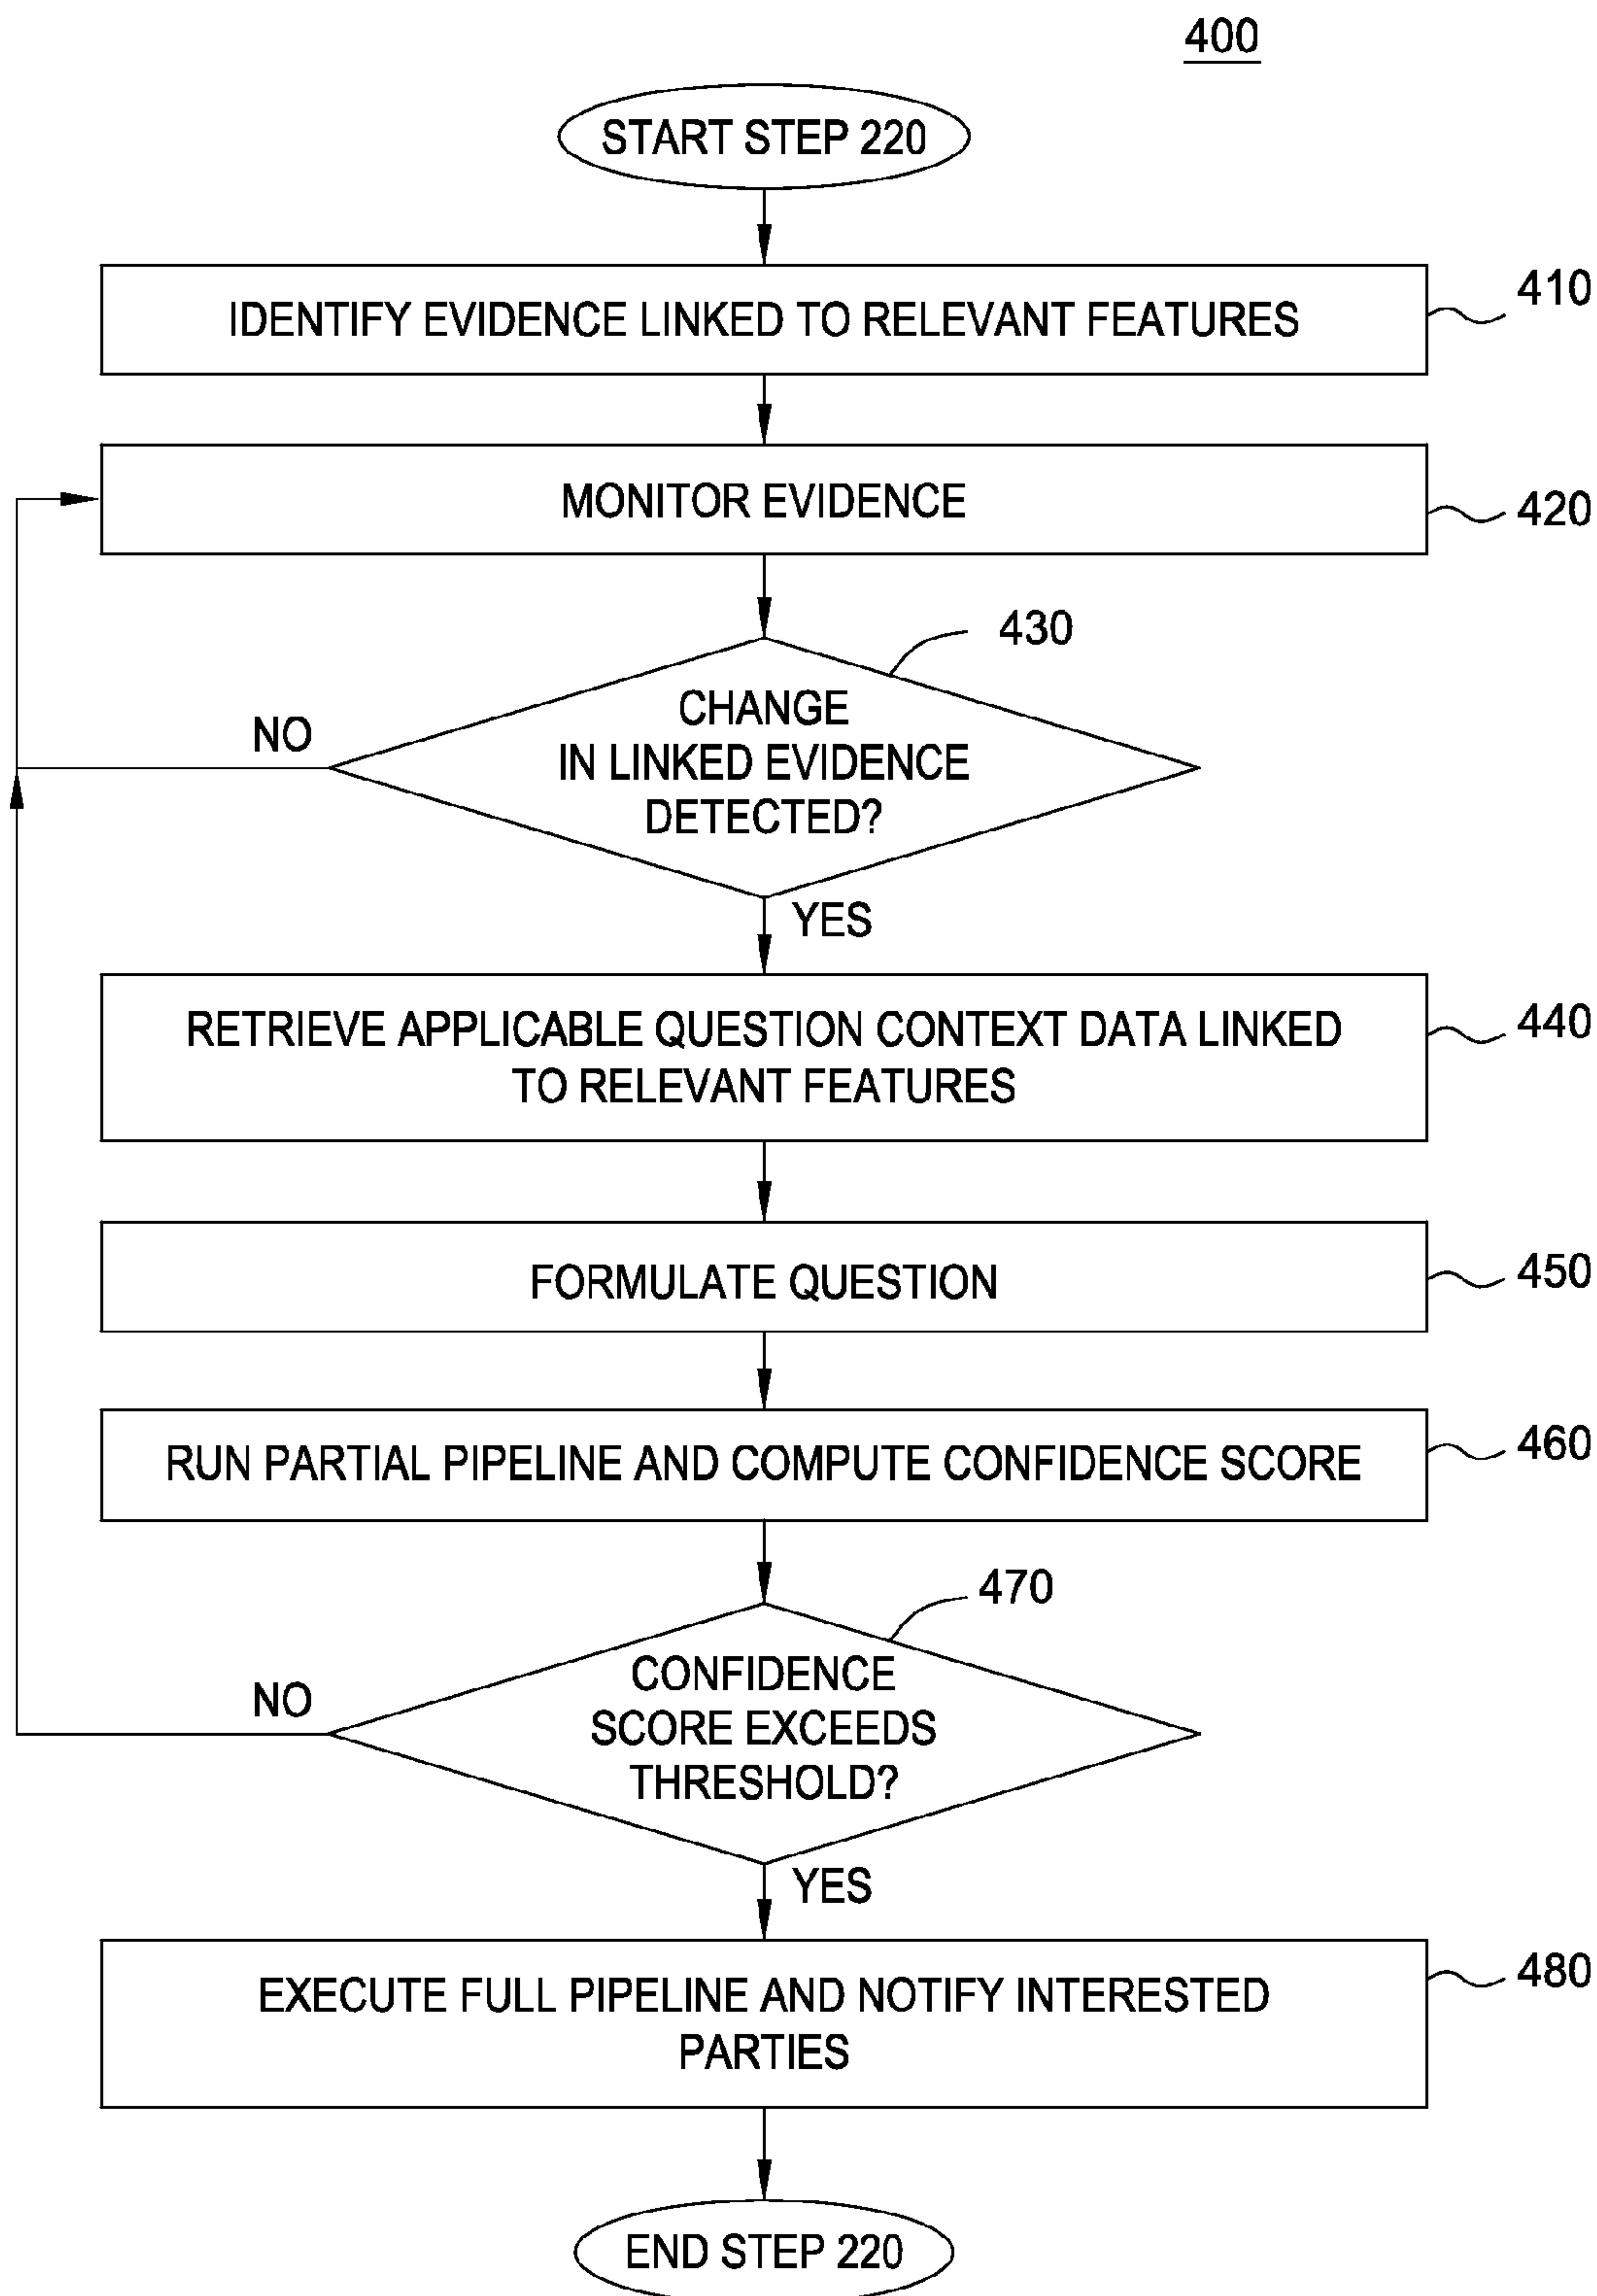 400
START STEP 220
IDENTIFY EVIDENCE LINKED TO RELEVANT FEATURES
410
MONITOR EVIDENCE
420
430
CHANGE
IN LINKED EVIDENCE
DETECTED?
NO
YES
RETRIEVE APPLICABLE QUESTION CONTEXT DATA LINKED
TO RELEVANT FEATURES
440
FORMULATE QUESTION
450
RUN PARTIAL PIPELINE AND COMPUTE CONFIDENCE SCORE
460
470
CONFIDENCE
SCORE EXCEEDS
THRESHOLD?
NO
YES
EXECUTE FULL PIPELINE AND NOTIFY INTERESTED
PARTIES
480
END STEP 220